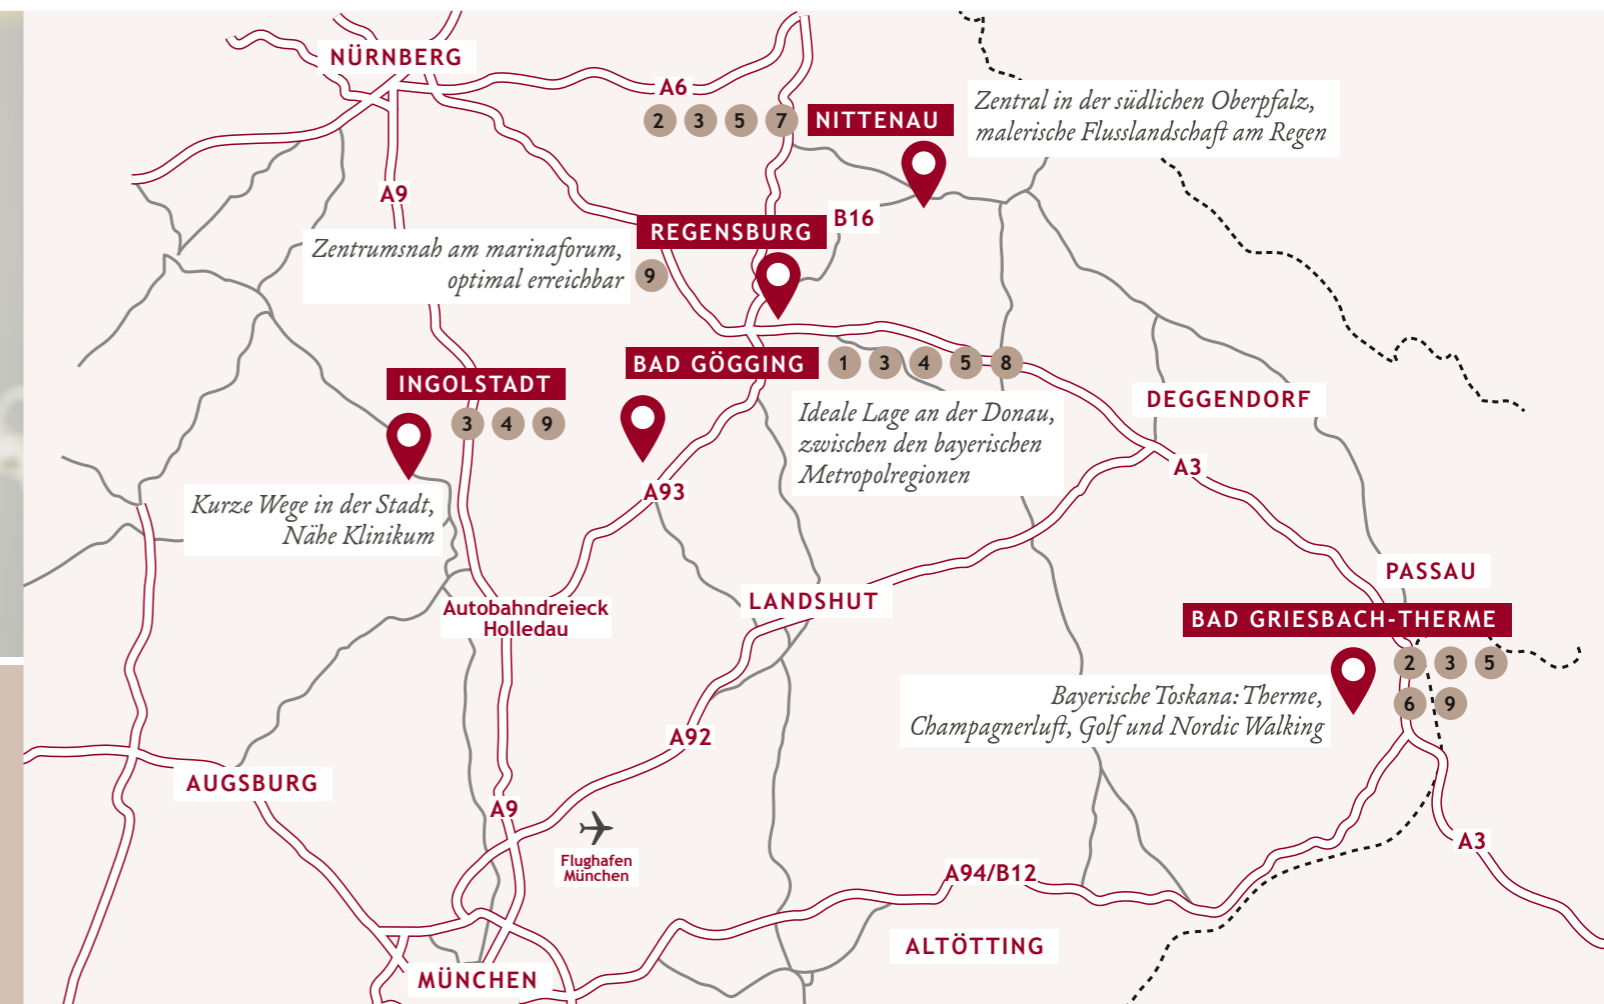 NÜRNBERG
A6
2 3 5 7
NITTENAU
Zentral in der südlichen Oberpfalz,
malerische Flusslandschaft am Regen
A9
B16
REGENSBURG
Zentrumsnah am marinaforum,
optimal erreichbar
9
BAD GÖGGING
1 3 4 5 8
Ideale Lage an der Donau,
zwischen den bayerischen
Metropolregionen
INGOLSTADT
3 4 9
Kurze Wege in der Stadt,
Nähe Klinikum
DEGGENDORF
A3
A93
PASSAU
Autobahndreieck
Holledau
LANDSHUT
BAD GRIESBACH-THERME
2 3 5
6 9
Bayerische Toskana: Therme,
Champagnerluft, Golf und Nordic Walking
A92
AUGSBURG
A9
Flughafen
München
A3
A94/B12
ALTÖTTING
MÜNCHEN